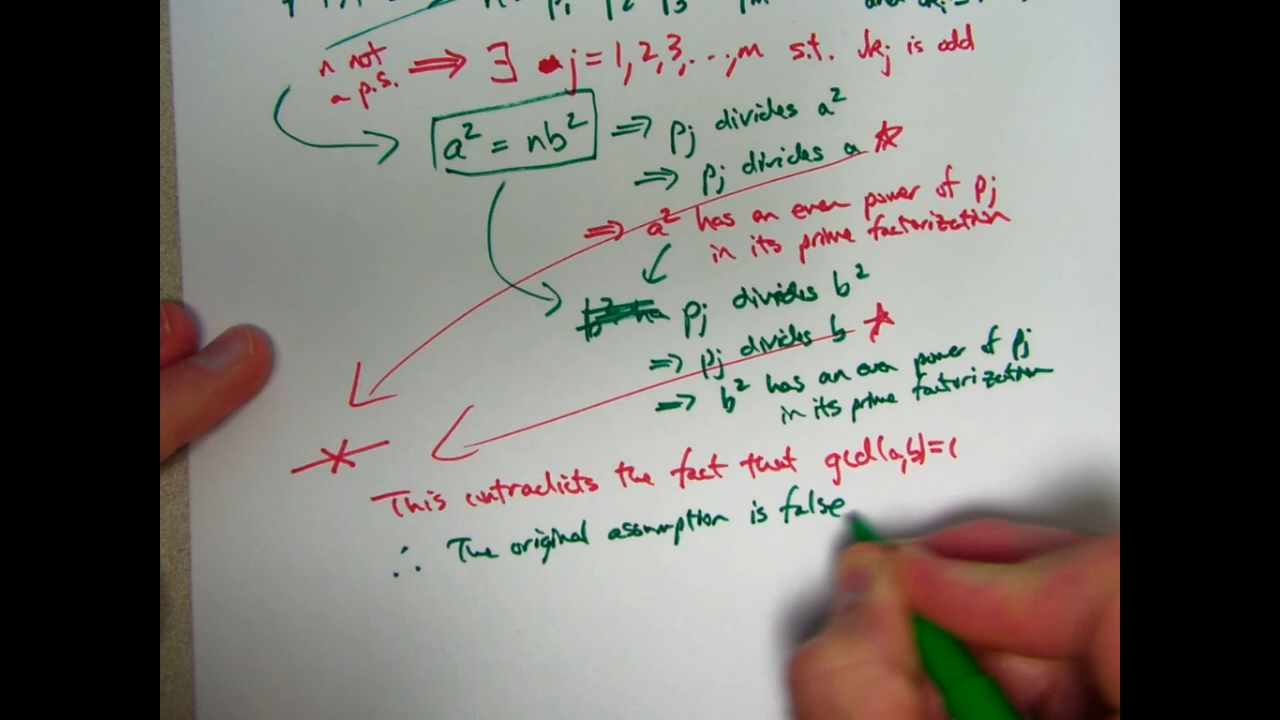 n not
a p.s. ⟹ ∃ j = 1, 2, 3, ..., m s.t. k_j is odd
a² = nb² ⟹ p_j divides a²
⟹ p_j divides a
⟹ a² has an even power of p_j
in its prime factorization
p_j divides b²
⟹ p_j divides b
⟹ b² has an even power of p_j
in its prime factorization
This contradicts the fact that gcd(a,b)=1
∴ The original assumption is false